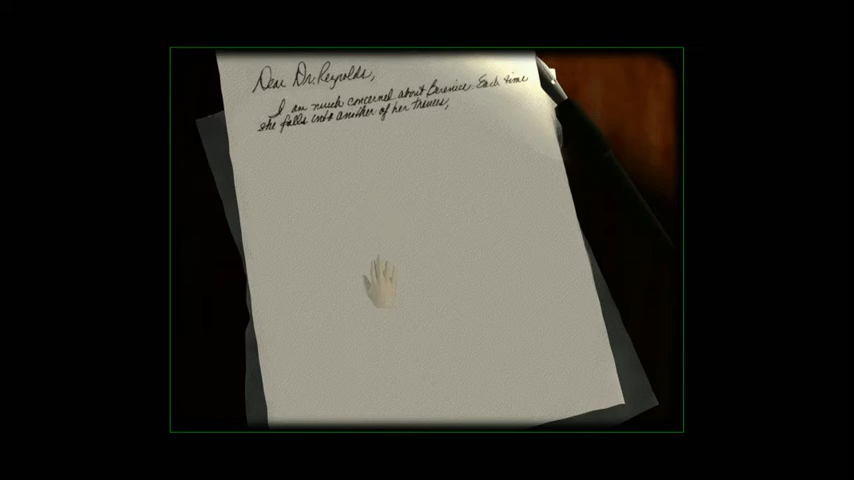 Dear Dr. Reynolds,
I am much concerned about Berenice. Each time
she falls into another of her trances,